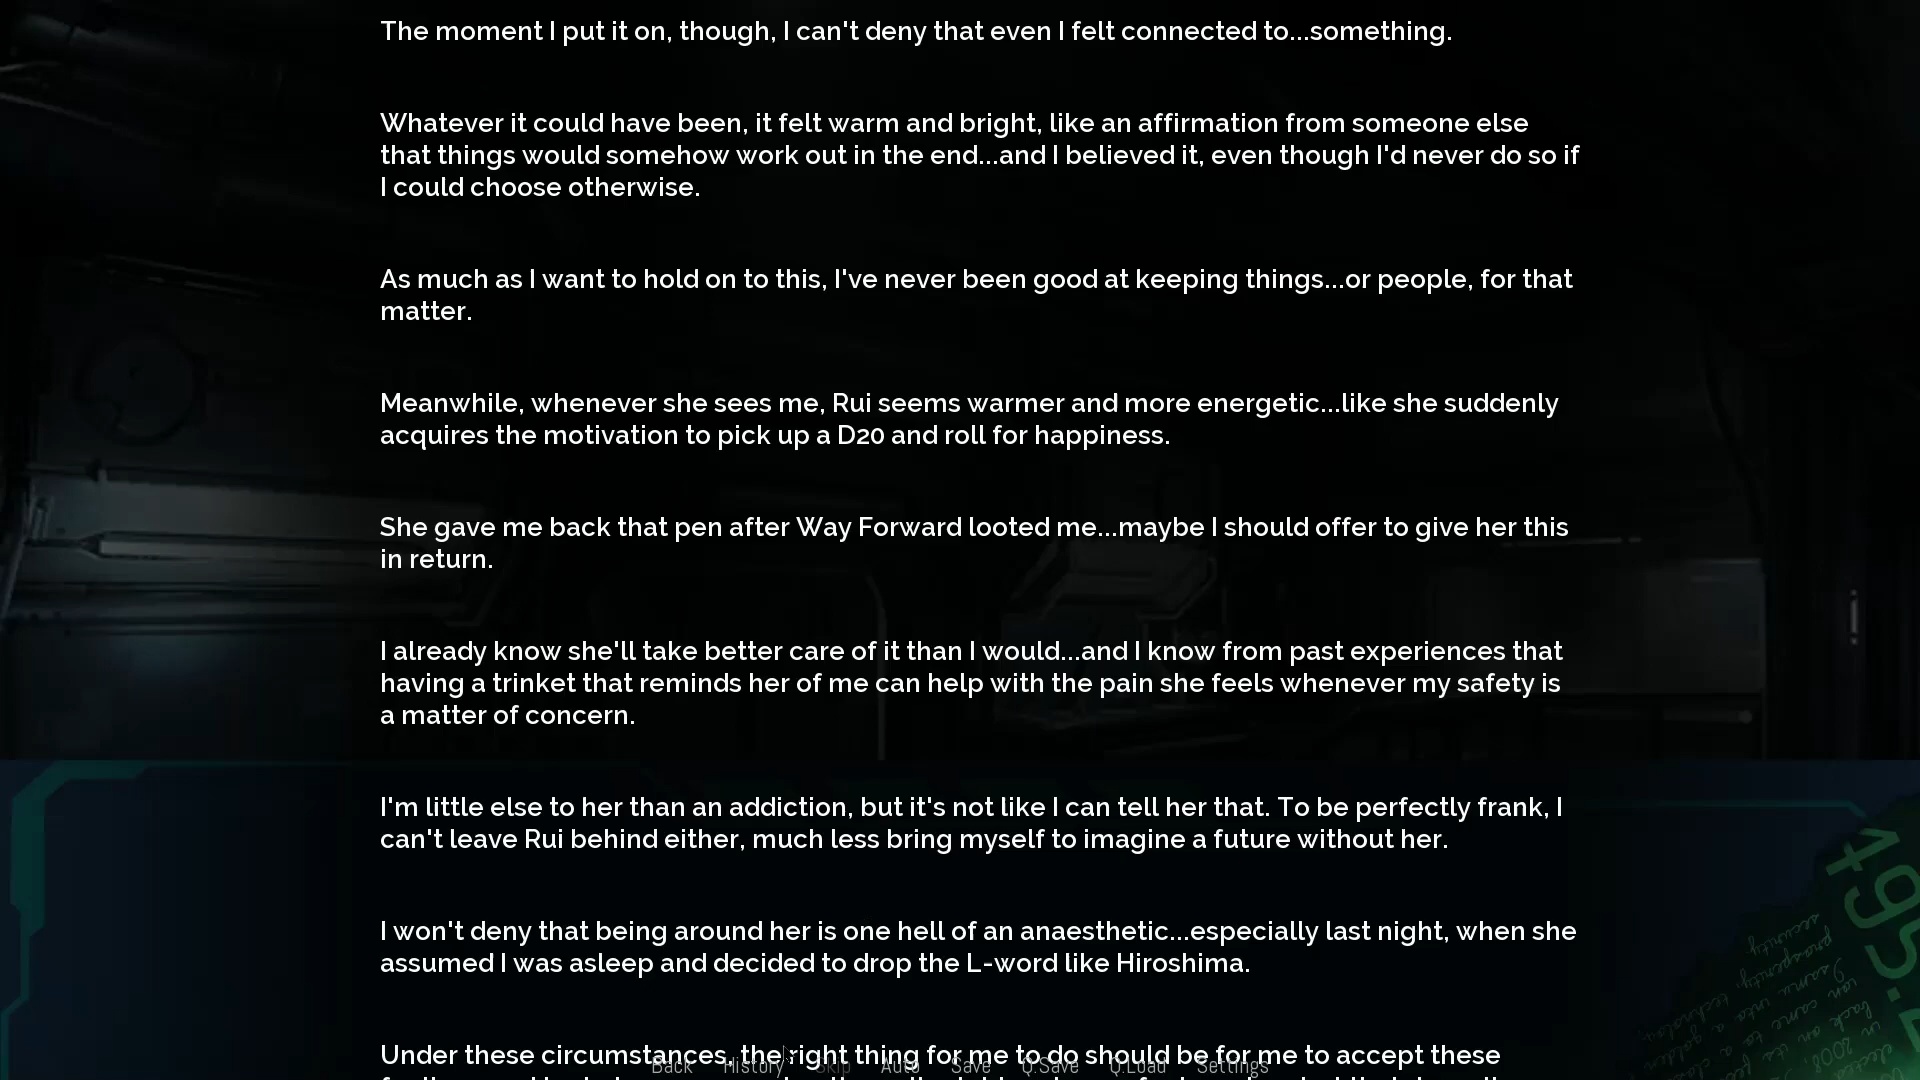 The moment I put it on, though, I can't deny that even I felt connected to...something.
Whatever it could have been, it felt warm and bright, like an affirmation from someone else
that things would somehow work out in the end...and I believed it, even though I'd never do so if
I could choose otherwise.
As much as I want to hold on to this, I've never been good at keeping things...or people, for that
matter.
Meanwhile, whenever she sees me, Rui seems warmer and more energetic...like she suddenly
acquires the motivation to pick up a D20 and roll for happiness.
She gave me back that pen after Way Forward looted me...maybe I should offer to give her this
in return.
I already know she'll take better care of it than I would...and I know from past experiences that
having a trinket that reminds her of me can help with the pain she feels whenever my safety is
a matter of concern.
I'm little else to her than an addiction, but it's not like I can tell her that. To be perfectly frank, I
can't leave Rui behind either, much less bring myself to imagine a future without her.
I won't deny that being around her is one hell of an anaesthetic...especially last night, when she
assumed I was asleep and decided to drop the L-word like Hiroshima.
Under these circumstances, the right thing for me to do should be for me to accept these
Back History Skip Auto Save Q.Save Q.Load Settings